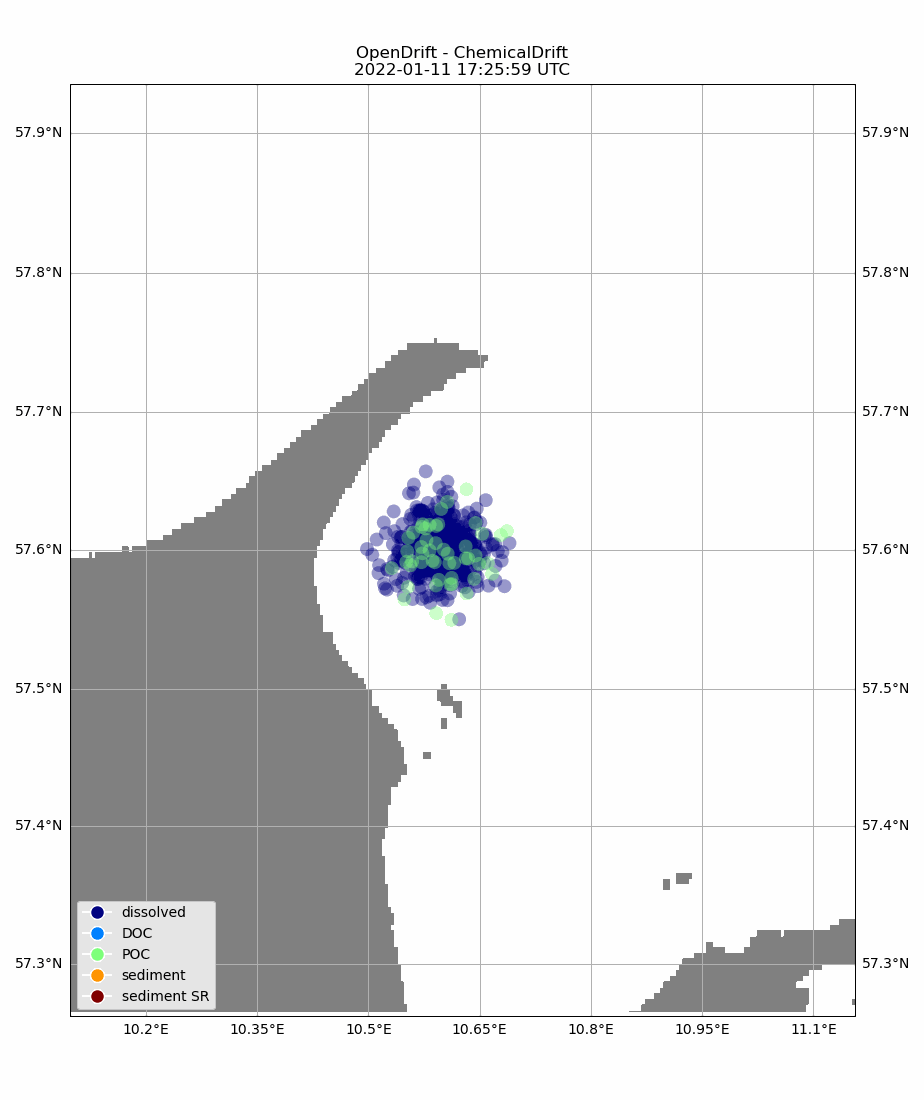 OpenDrift - ChemicalDrift
2022-01-11 17:25:59 UTC
57.9°N 57.9°N
57.8°N 57.8°N
57.7°N 57.7°N
57.6°N 57.6°N
57.5°N 57.5°N
57.4°N 57.4°N
dissolved
DOC
POC
57.3°N 57.3°N
sediment
sediment SR
10.2°E 10.35°E 10.5°E 10.65°E 10.8°E 10.95°E 11.1°E